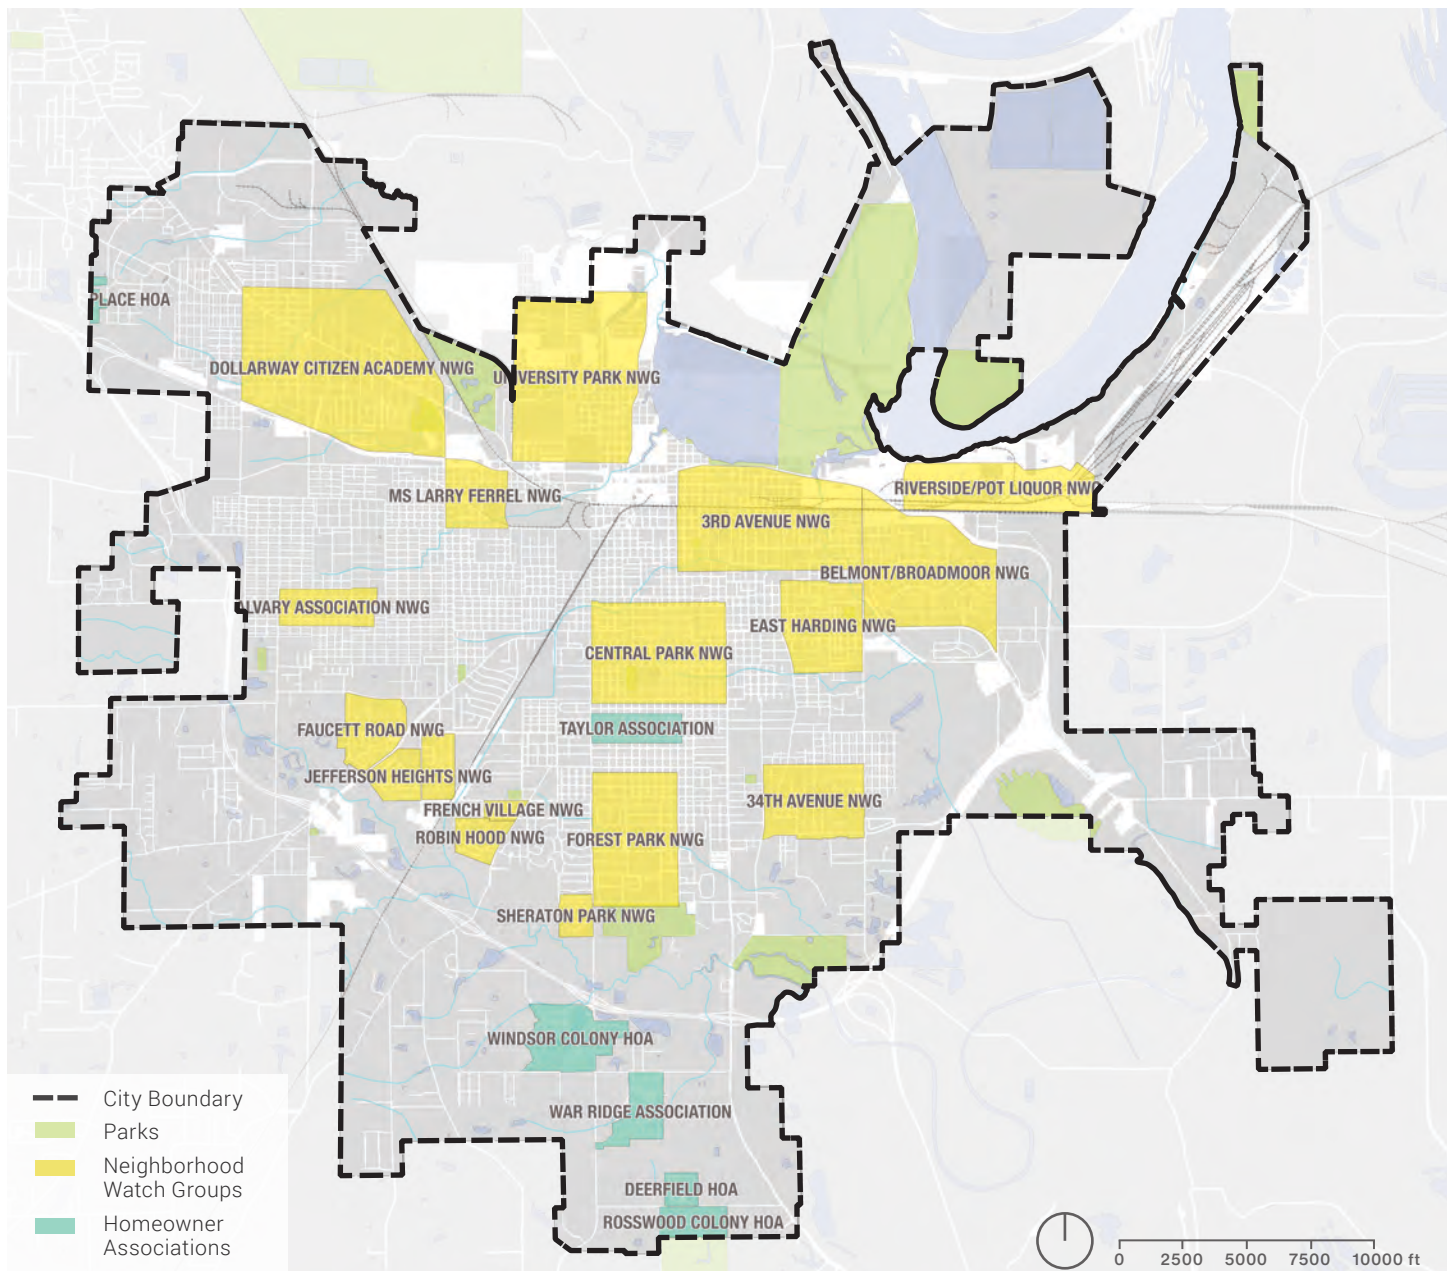 PLACE HOA
DOLLARWAY CITIZEN ACADEMY NWG
UNIVERSITY PARK NWG
MS LARRY FERREL NWG
RIVERSIDE/POT LIQUOR NWG
3RD AVENUE NWG
BELMONT/BROADMOOR NWG
LVARY ASSOCIATION NWG
EAST HARDING NWG
CENTRAL PARK NWG
FAUCETT ROAD NWG
TAYLOR ASSOCIATION
JEFFERSON HEIGHTS NWG
FRENCH VILLAGE NWG
34TH AVENUE NWG
ROBIN HOOD NWG
FOREST PARK NWG
SHERATON PARK NWG
WINDSOR COLONY HOA
WAR RIDGE ASSOCIATION
DEERFIELD HOA
ROSSWOOD COLONY HOA
City Boundary
Parks
Neighborhood
Watch Groups
Homeowner
Associations
0 2500 5000 7500 10000 ft